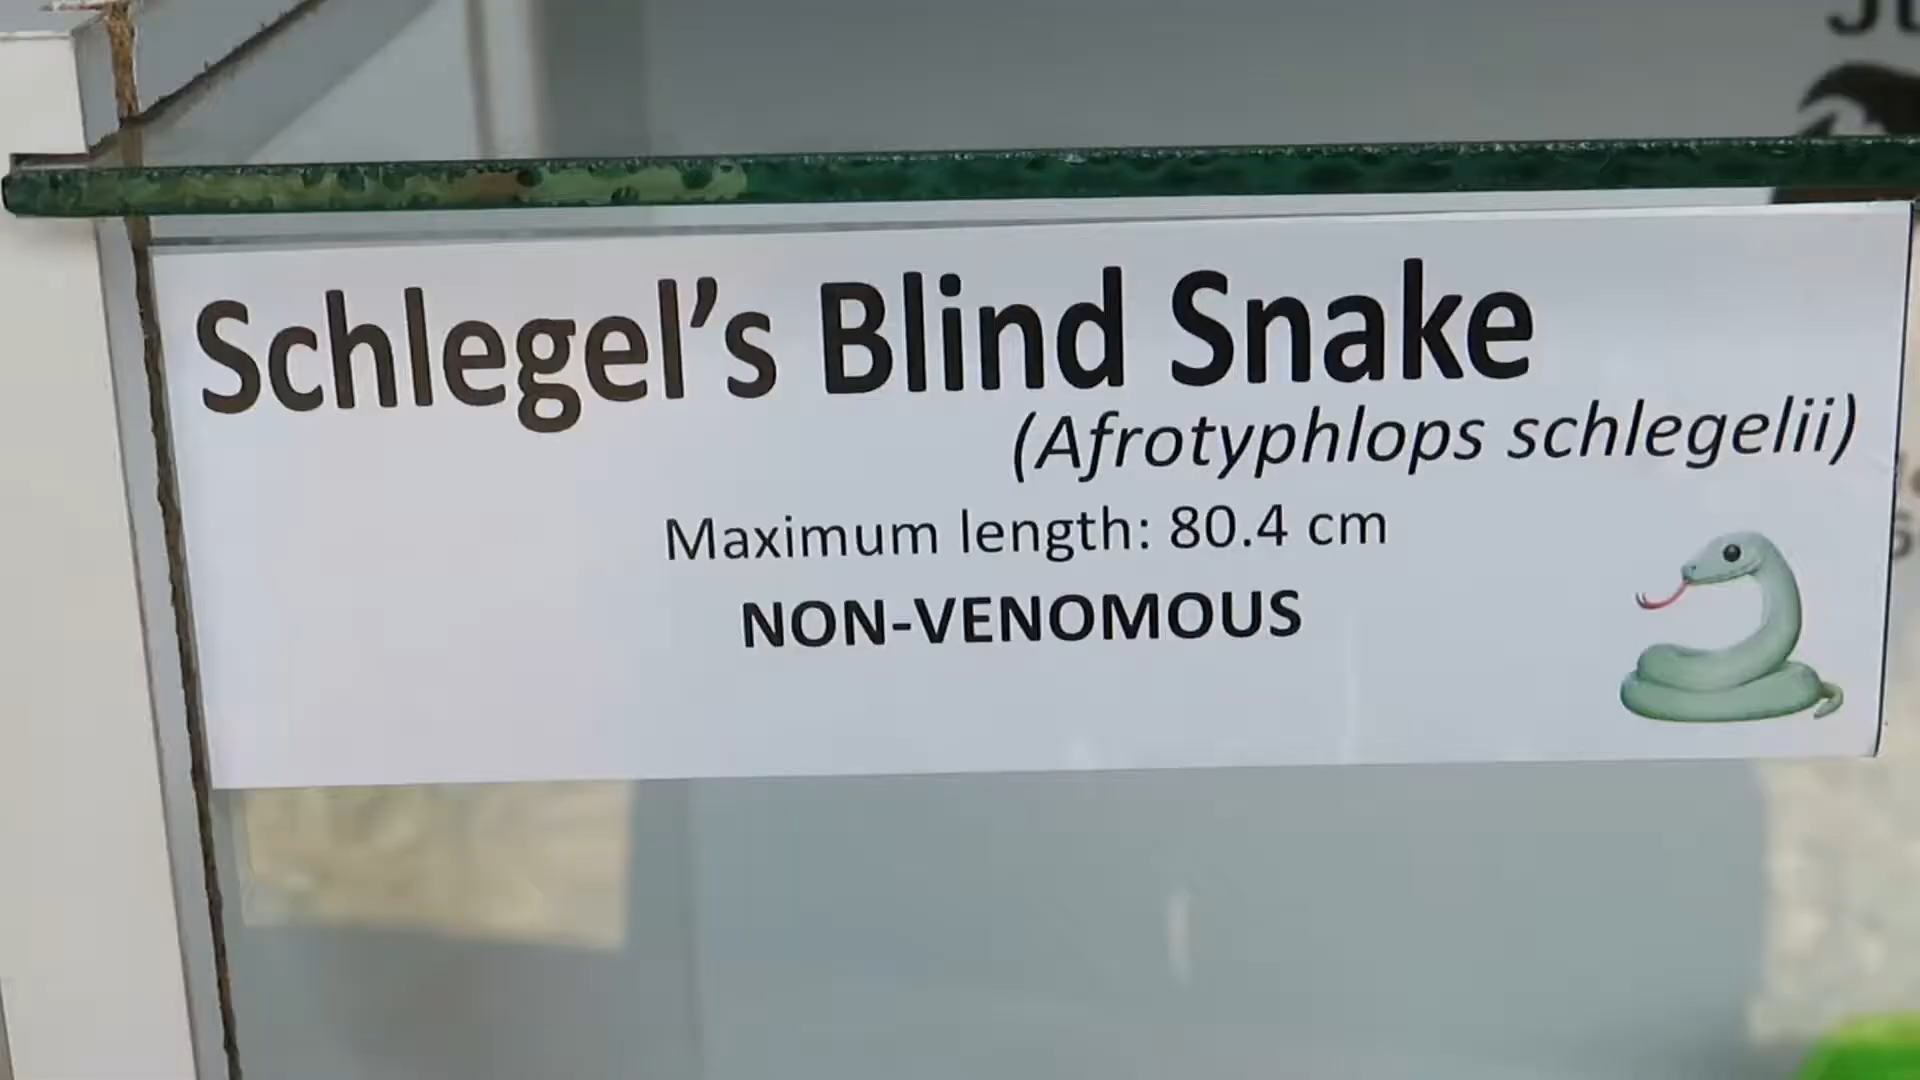 Schlegel's Blind Snake
(Afrotyphlops schlegelii)
Maximum length: 80.4 cm
NON-VENOMOUS